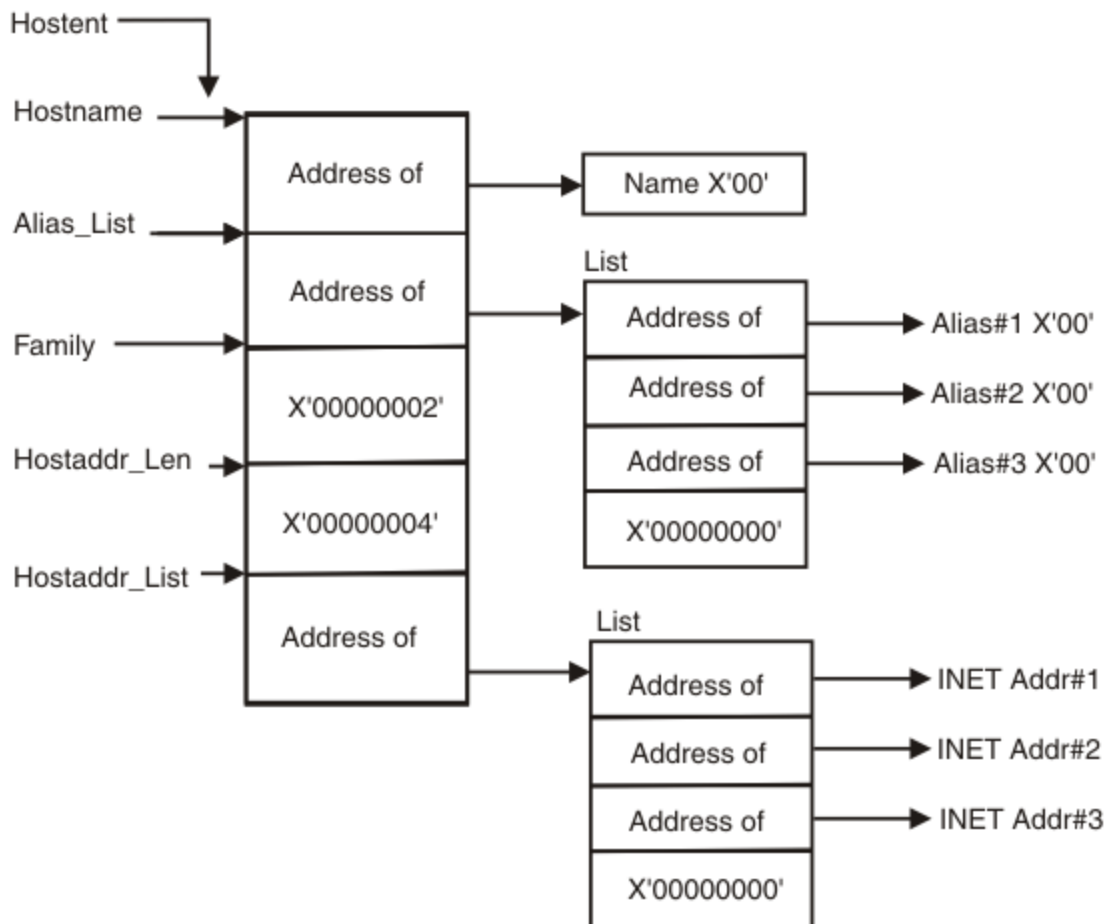 Hostent
Hostname
Address of
Name X'00'
Alias_List
Address of
List
Address of
Alias#1 X'00'
Address of
Alias#2 X'00'
Address of
Alias#3 X'00'
X'00000000'
Family
X'00000002'
Hostaddr_Len
X'00000004'
Hostaddr_List
Address of
List
Address of
INET Addr#1
Address of
INET Addr#2
Address of
INET Addr#3
X'00000000'